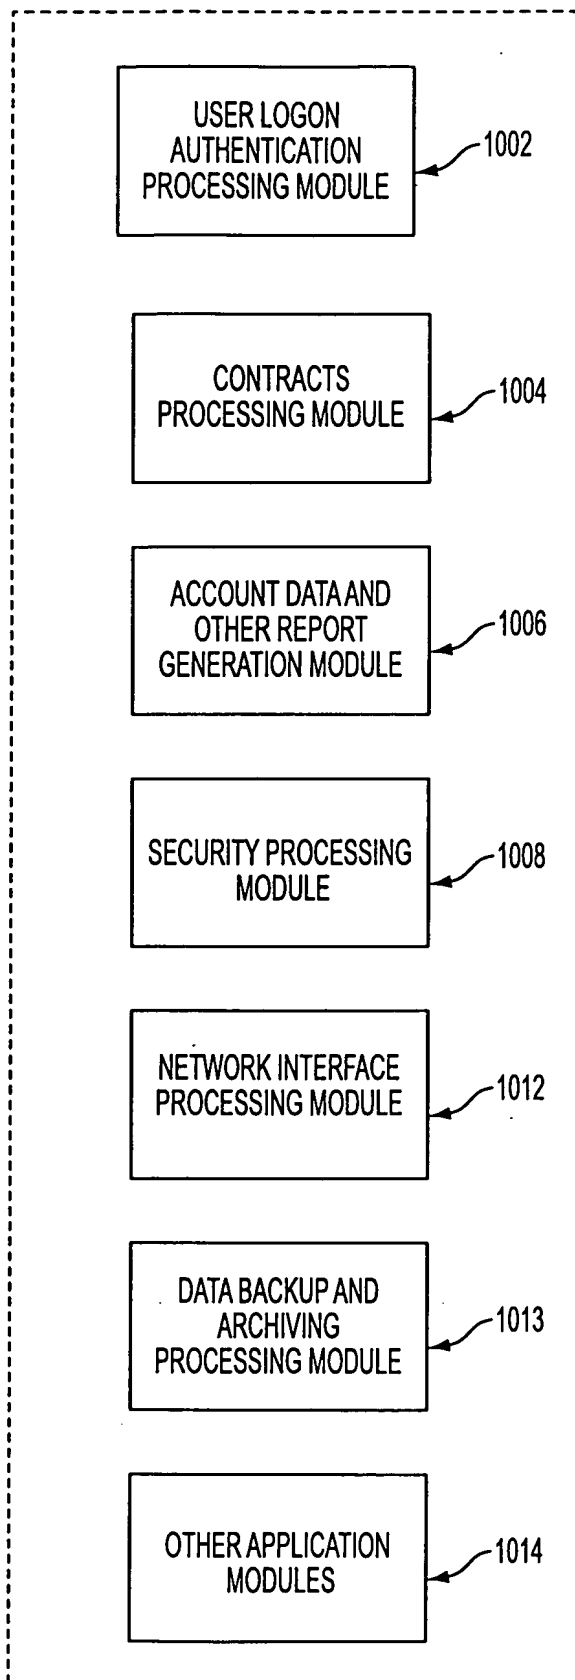 USER LOGON
AUTHENTICATION
PROCESSING MODULE
1002
CONTRACTS
PROCESSING MODULE
1004
ACCOUNT DATA AND
OTHER REPORT
GENERATION MODULE
1006
SECURITY PROCESSING
MODULE
1008
NETWORK INTERFACE
PROCESSING MODULE
1012
DATA BACKUP AND
ARCHIVING
PROCESSING MODULE
1013
OTHER APPLICATION
MODULES
1014